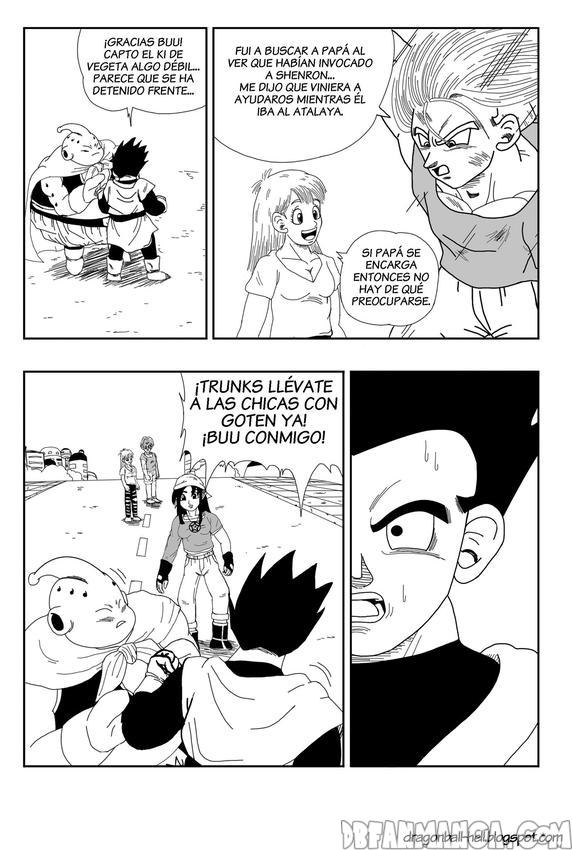 ¡GRACIAS BUU!
CAPTO EL KI DE
VEGETA ALGO DÉBIL...
PARECE QUE SE HA
DETENIDO FRENTE...
FUI A BUSCAR A PAPÁ AL
VER QUE HABÍAN INVOCADO
A SHENRON...
ME DIJO QUE VINIERA A
AYUDAROS MIENTRAS ÉL
IBA AL ATALAYA.
SI PAPÁ SE
ENCARGA
ENTONCES NO
HAY DE QUÉ
PREOCUPARSE.
¡TRUNKS LLÉVATE
A LAS CHICAS CON
GOTEN YA!
¡BUU CONMIGO!
dragonball-nel.blogspot.com
DBFANMANGA.COM